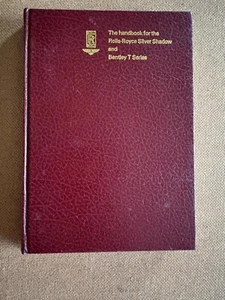 The handbook for the
Rolls-Royce Silver Shadow
and
Bentley T Series